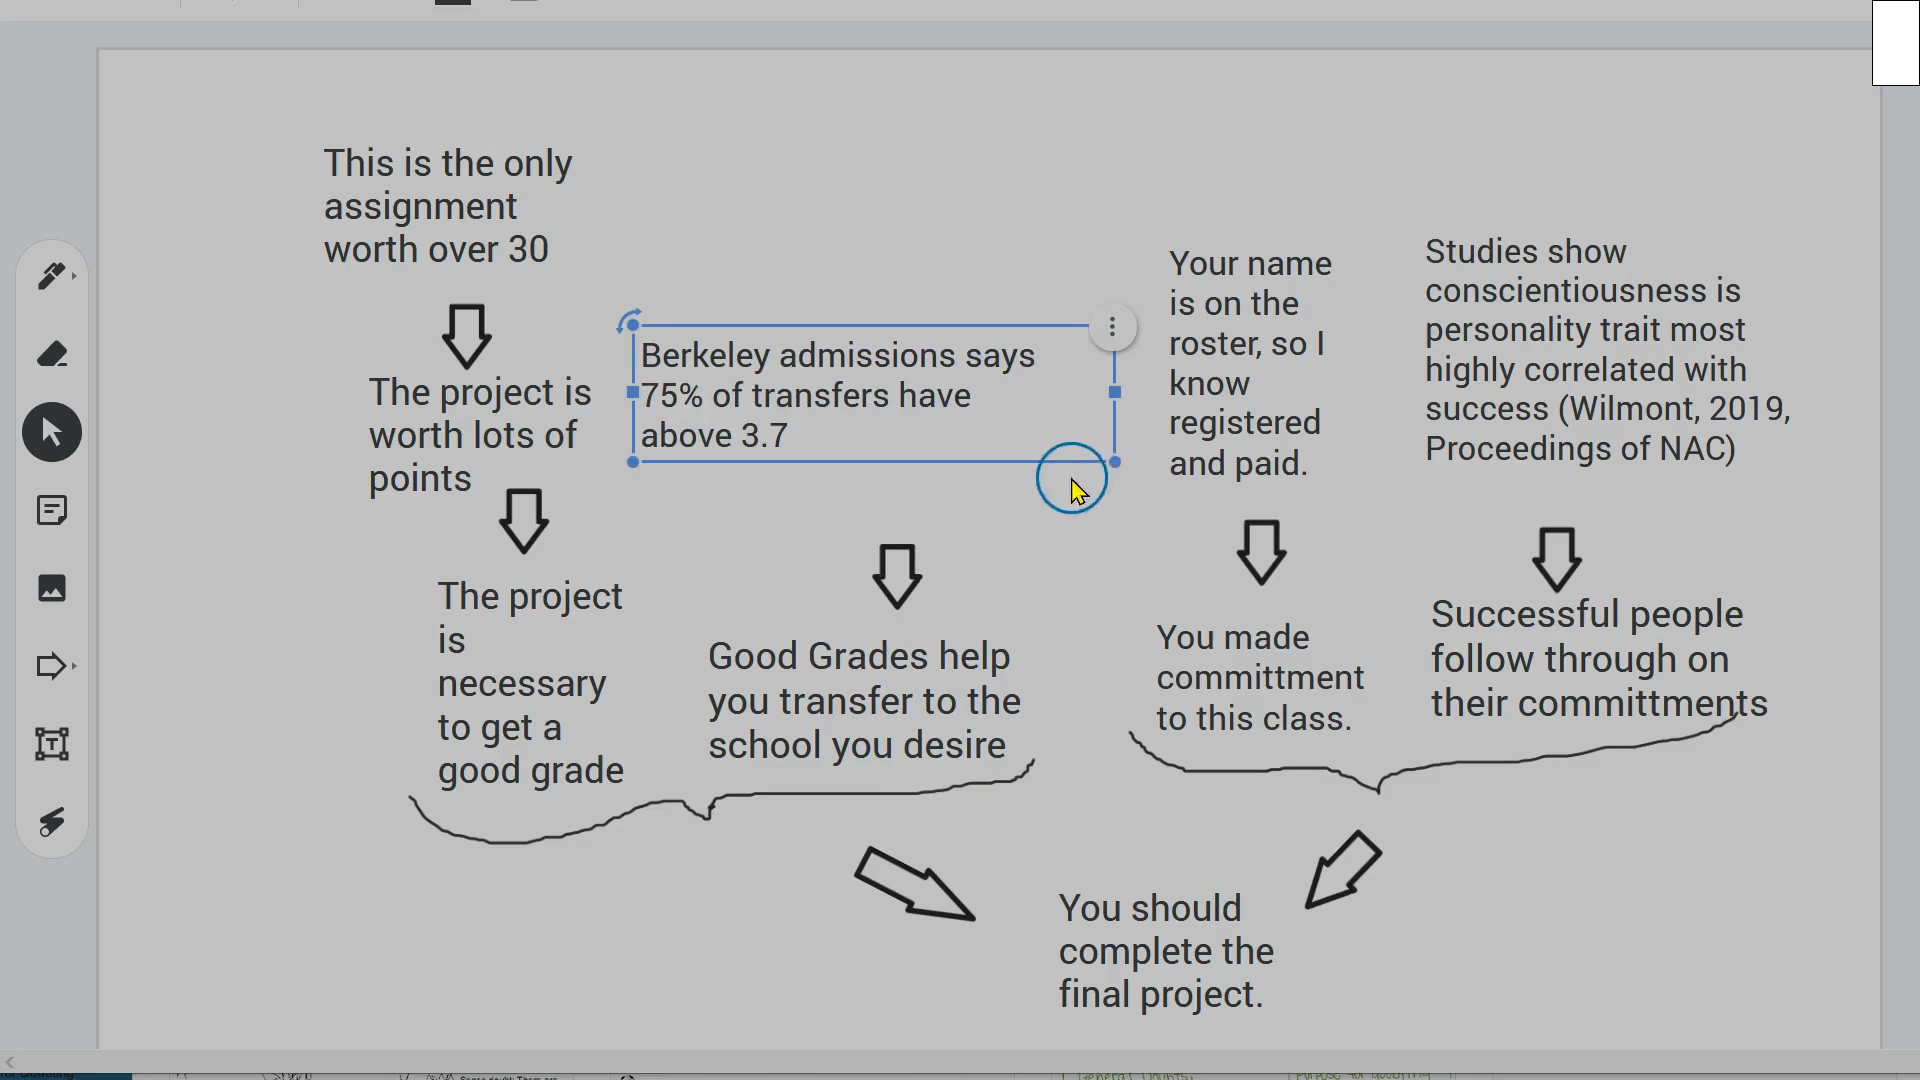 This is the only
assignment
worth over 30
The project is
worth lots of
points
The project
is
necessary
to get a
good grade
Berkeley admissions says
75% of transfers have
above 3.7
Good Grades help
you transfer to the
school you desire
Your name
is on the
roster, so I
know
registered
and paid.
You made
committment
to this class.
Studies show
conscientiousness is
personality trait most
highly correlated with
success (Wilmont, 2019,
Proceedings of NAC)
Successful people
follow through on
their committments
You should
complete the
final project.